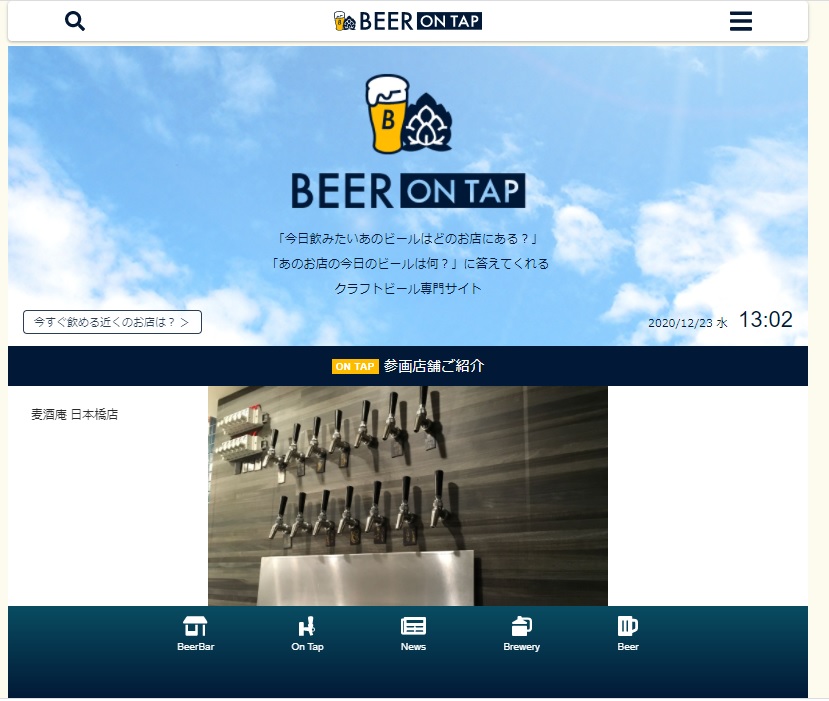 BEER ON TAP
B
BEER ON TAP
「今日飲みたいあのビールはどのお店にある？」
「あのお店の今日のビールは何？」に答えてくれる
クラフトビール専門サイト
今すぐ飲める近くのお店は？ ＞
2020/12/23 水 13:02
ON TAP 参画店舗ご紹介
麦酒庵 日本橋店
BeerBar
On Tap
News
Brewery
Beer